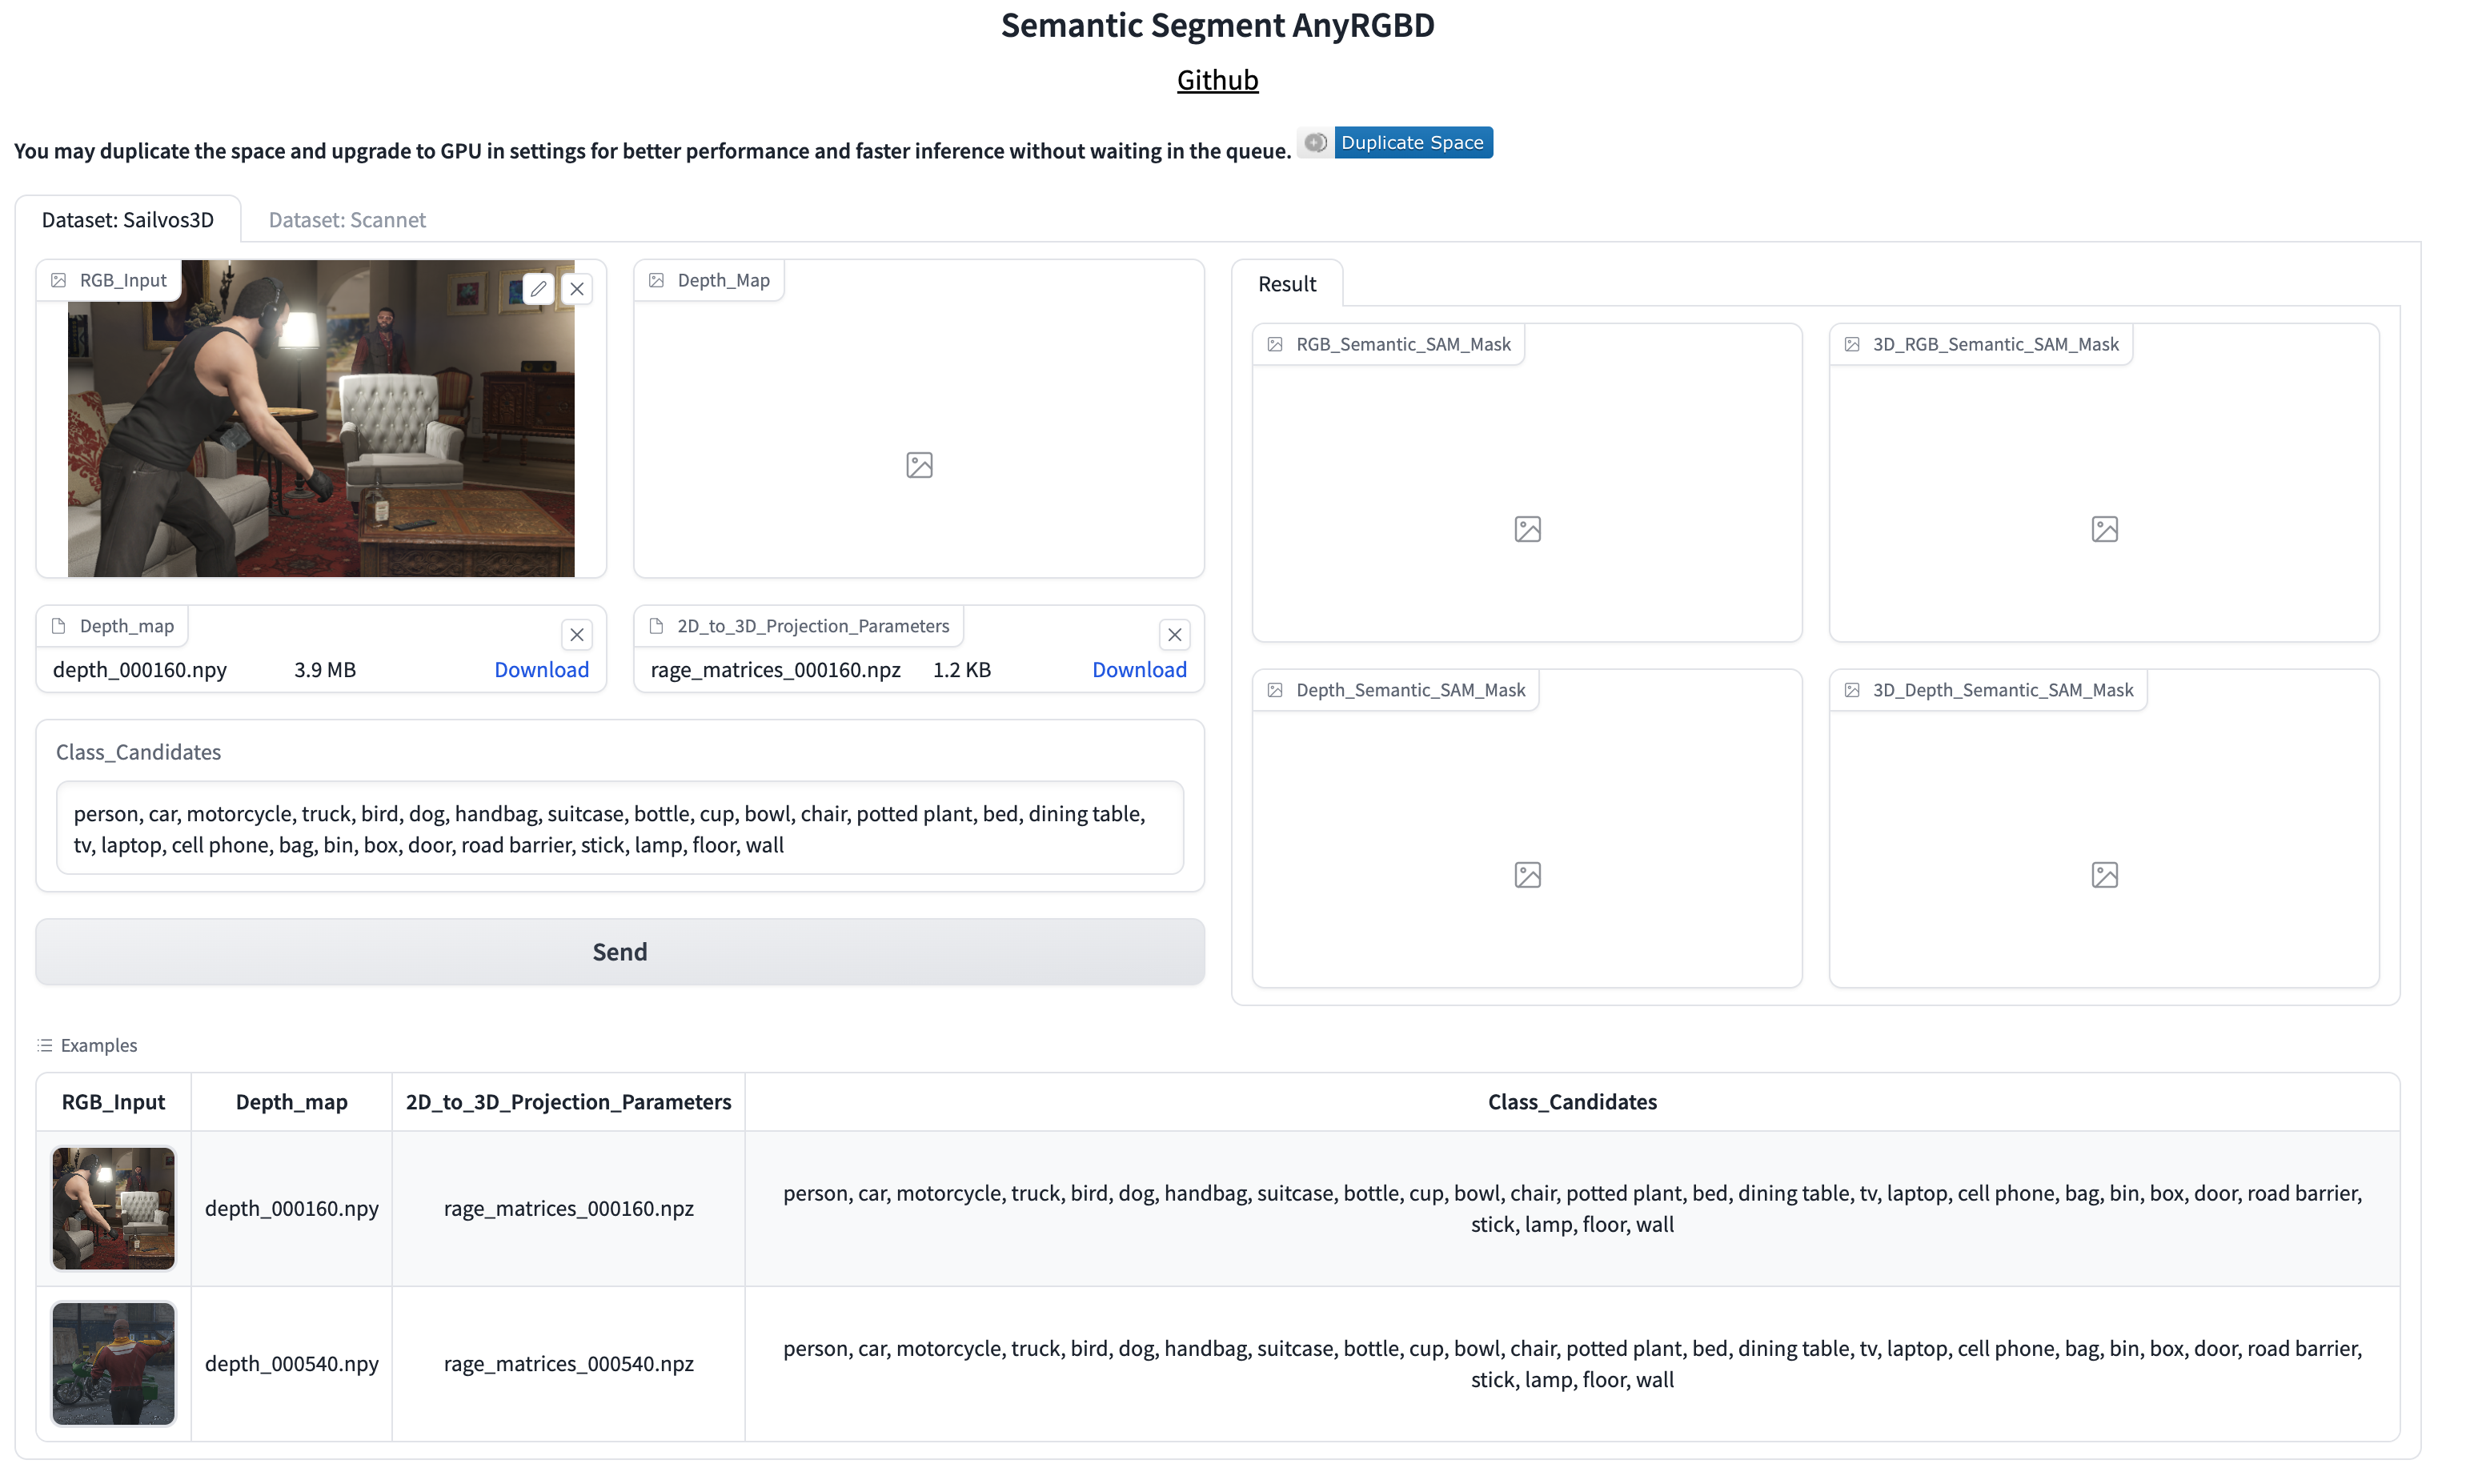 Semantic Segment AnyRGBD
Github
You may duplicate the space and upgrade to GPU in settings for better performance and faster inference without waiting in the queue. Duplicate Space
Dataset: Sailvos3D
Dataset: Scannet
RGB_Input
Depth_Map
Depth_map
depth_000160.npy 3.9 MB Download
2D_to_3D_Projection_Parameters
rage_matrices_000160.npz 1.2 KB Download
Class_Candidates
person, car, motorcycle, truck, bird, dog, handbag, suitcase, bottle, cup, bowl, chair, potted plant, bed, dining table,
tv, laptop, cell phone, bag, bin, box, door, road barrier, stick, lamp, floor, wall
Send
Result
RGB_Semantic_SAM_Mask
3D_RGB_Semantic_SAM_Mask
Depth_Semantic_SAM_Mask
3D_Depth_Semantic_SAM_Mask
Examples
RGB_Input Depth_map 2D_to_3D_Projection_Parameters Class_Candidates
depth_000160.npy rage_matrices_000160.npz
person, car, motorcycle, truck, bird, dog, handbag, suitcase, bottle, cup, bowl, chair, potted plant, bed, dining table, tv, laptop, cell phone, bag, bin, box, door, road barrier,
stick, lamp, floor, wall
depth_000540.npy rage_matrices_000540.npz
person, car, motorcycle, truck, bird, dog, handbag, suitcase, bottle, cup, bowl, chair, potted plant, bed, dining table, tv, laptop, cell phone, bag, bin, box, door, road barrier,
stick, lamp, floor, wall